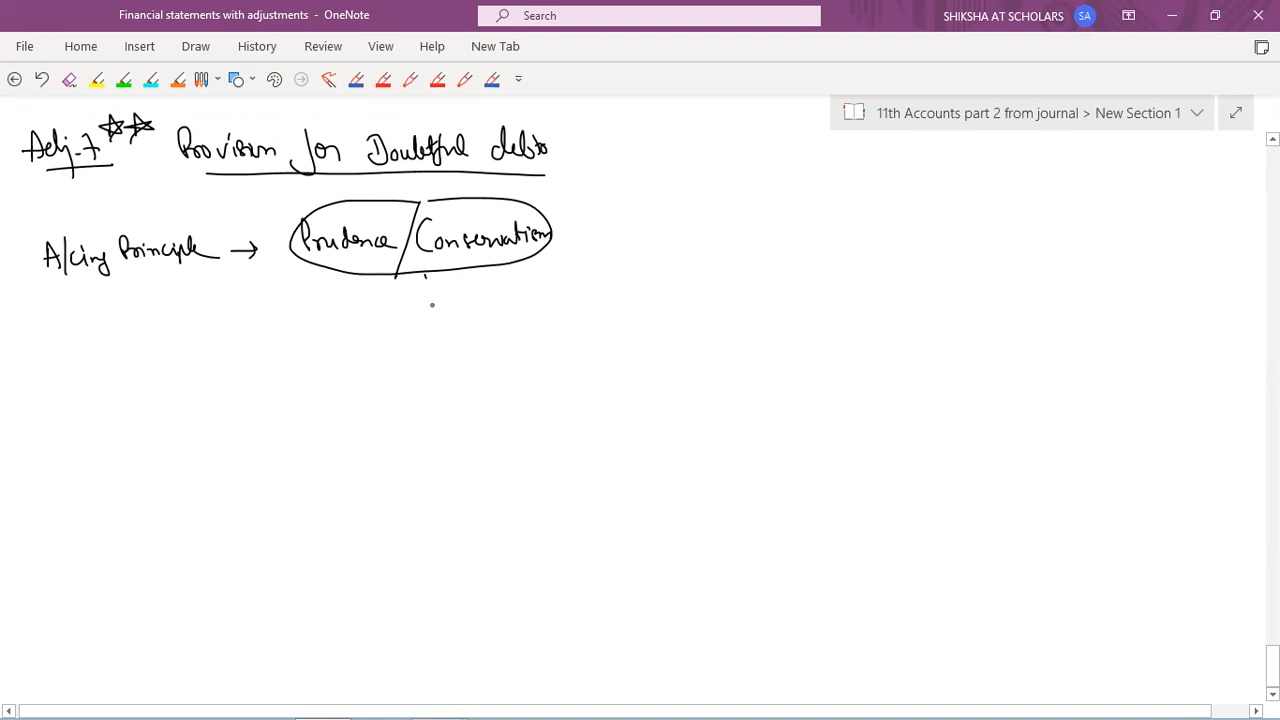 Financial statements with adjustments - OneNote
Search
SHIKSHA AT SCHOLARS
SA
File Home Insert Draw History Review View Help New Tab
11th Accounts part 2 from journal > New Section 1
Adj-7 Provision for Doubtful debts
A/cing Principle → Prudence / Conservatism